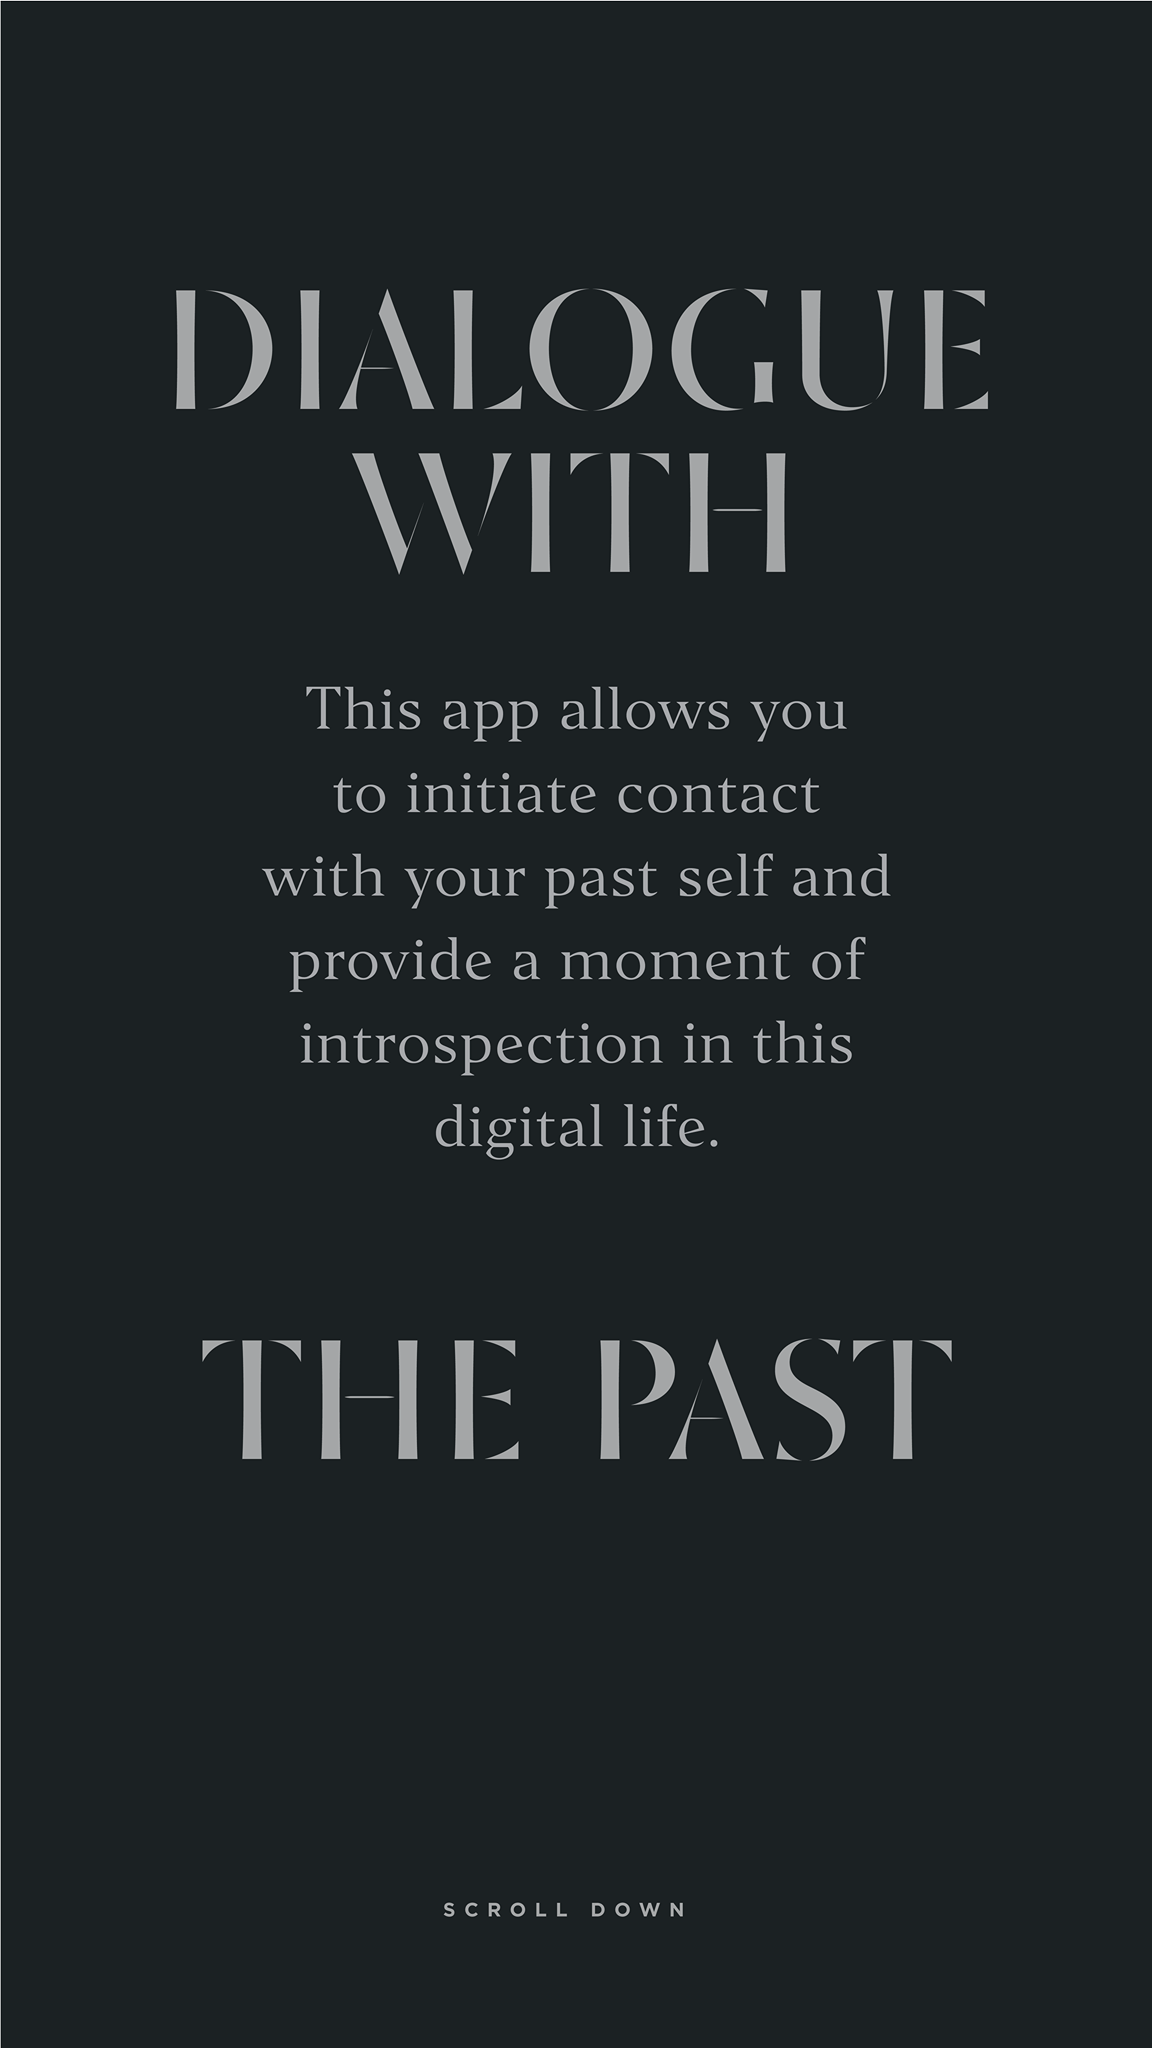 DIALOGUE
WITH
This app allows you
to initiate contact
with your past self and
provide a moment of
introspection in this
digital life.
THE PAST
SCROLL DOWN